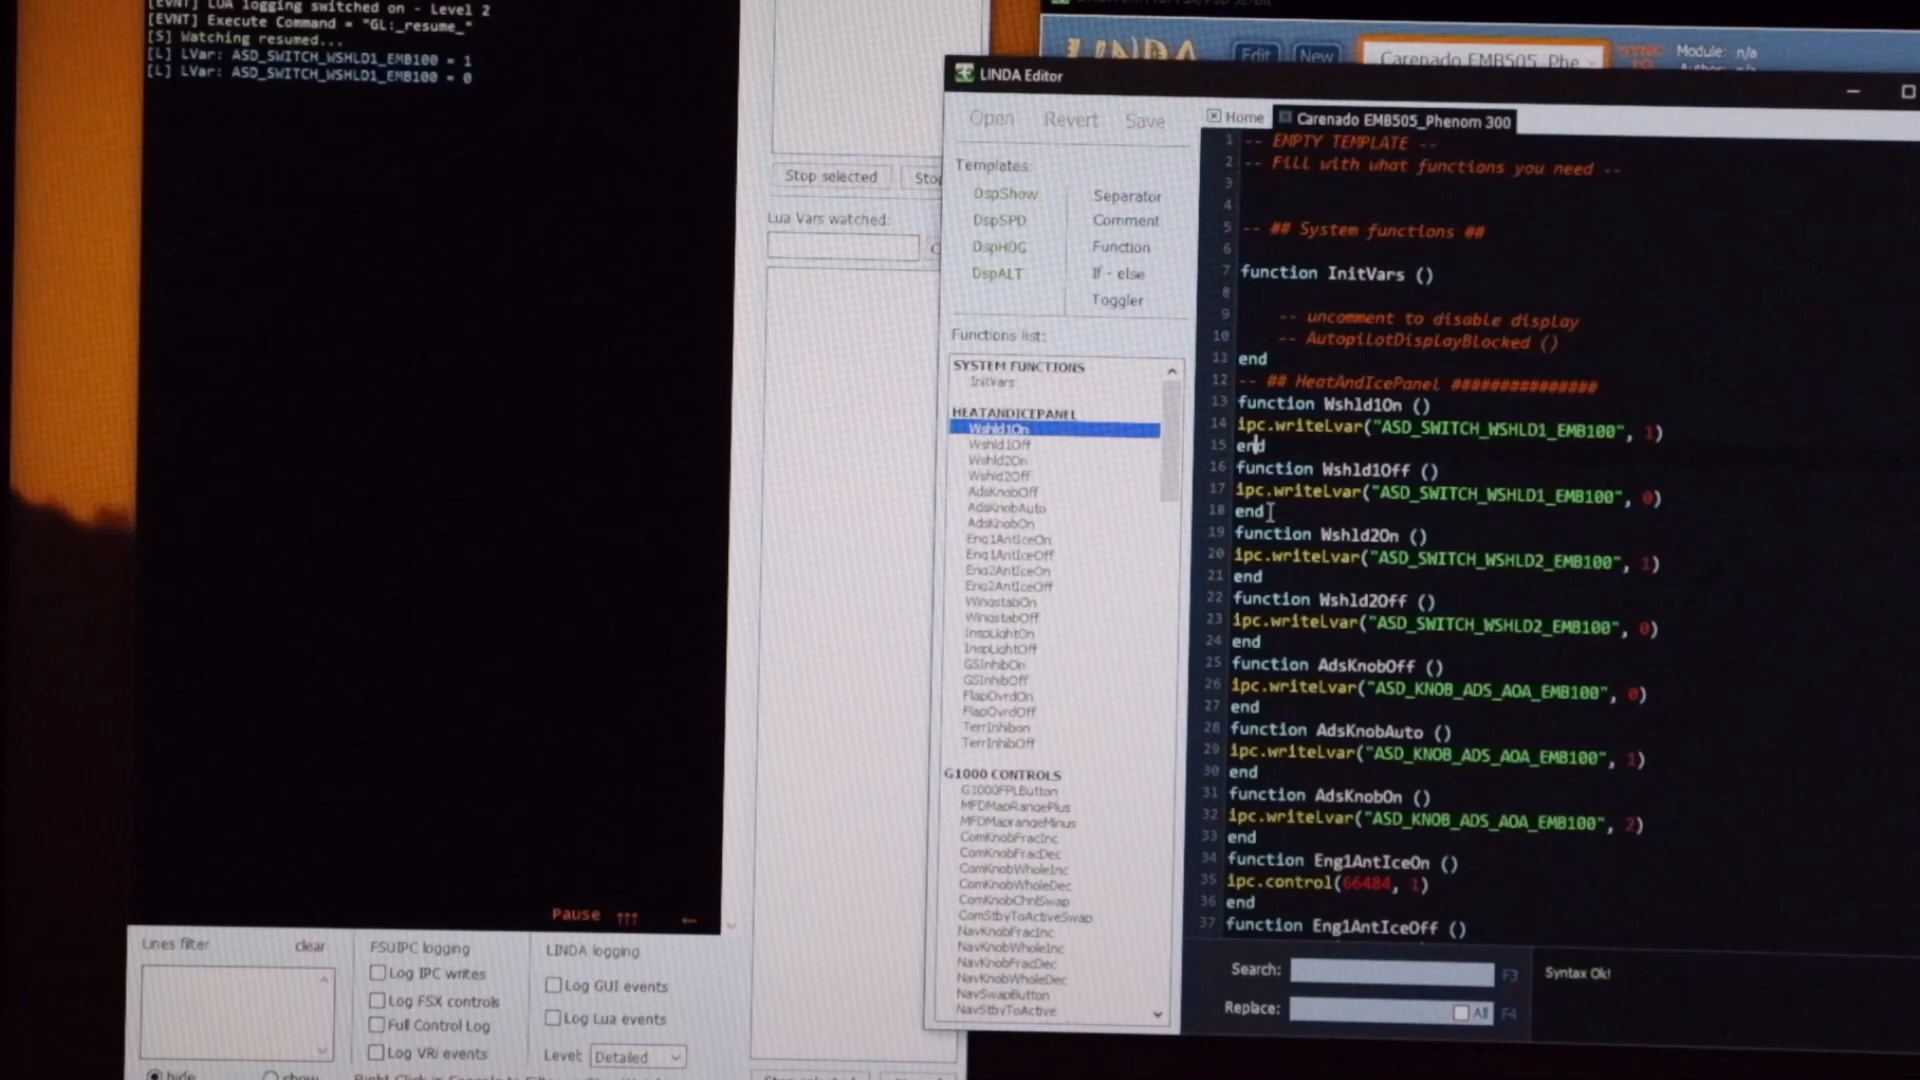 [EVNT] LUA logging switched on - Level 2
[EVNT] Execute Command = "GL:_resume_"
[S] Watching resumed...
[L] LVar: ASD_SWITCH_WSHLD1_EMB100 = 1
[L] LVar: ASD_SWITCH_WSHLD1_EMB100 = 0
Pause
Lines filter
clear
FSUIPC logging
Log IPC writes
Log FSX controls
Full Control Log
Log VRi events
LINDA logging
Log GUI events
Log Lua events
Level: Detailed
hide
show
Stop selected
Lua Vars watched:
LINDA
Edit
New
Carenado EMB505_Phe
SYNC
TO
Module: n/a
LINDA Editor
Open Revert Save
Templates:
DspShow
DspSPD
DspHDG
DspALT
Separator
Comment
Function
If - else
Toggler
Functions list:
SYSTEM FUNCTIONS
InitVars
HEATANDICEPANEL
Wshld1On
Wshld1Off
Wshld2On
Wshld2Off
AdsKnobOff
AdsKnobAuto
AdsKnobOn
Eng1AntIceOn
Eng1AntIceOff
Eng2AntIceOn
Eng2AntIceOff
WingstabOn
WingstabOff
InspLightOn
InspLightOff
GSInhibOn
GSInhibOff
FlapOvrdOn
FlapOvrdOff
TerrInhibon
TerrInhibOff
G1000 CONTROLS
G1000FPLButton
MFDMapRangePlus
MFDMaprangeMinus
ComKnobFracInc
ComKnobFracDec
ComKnobWholeInc
ComKnobWholeDec
ComKnobChnlSwap
ComStbyToActiveSwap
NavKnobFracInc
NavKnobWholeInc
NavKnobFracDec
NavKnobWholeDec
NavSwapButton
NavStbyToActive
Home
Carenado EMB505_Phenom 300
1 -- EMPTY TEMPLATE --
2 -- Fill with what functions you need --
3
4
5 -- ## System functions ##
6
7 function InitVars ()
8
9 -- uncomment to disable display
10 -- AutopilotDisplayBlocked ()
11 end
12 -- ## HeatAndIcePanel ###############
13 function Wshld1On ()
14 ipc.writeLvar("ASD_SWITCH_WSHLD1_EMB100", 1)
15 end
16 function Wshld1Off ()
17 ipc.writeLvar("ASD_SWITCH_WSHLD1_EMB100", 0)
18 end
19 function Wshld2On ()
20 ipc.writeLvar("ASD_SWITCH_WSHLD2_EMB100", 1)
21 end
22 function Wshld2Off ()
23 ipc.writeLvar("ASD_SWITCH_WSHLD2_EMB100", 0)
24 end
25 function AdsKnobOff ()
26 ipc.writeLvar("ASD_KNOB_ADS_AOA_EMB100", 0)
27 end
28 function AdsKnobAuto ()
29 ipc.writeLvar("ASD_KNOB_ADS_AOA_EMB100", 1)
30 end
31 function AdsKnobOn ()
32 ipc.writeLvar("ASD_KNOB_ADS_AOA_EMB100", 2)
33 end
34 function Eng1AntIceOn ()
35 ipc.control(66484, 1)
36 end
37 function Eng1AntIceOff ()
Search:
F3
Replace:
All
F4
Syntax Ok!